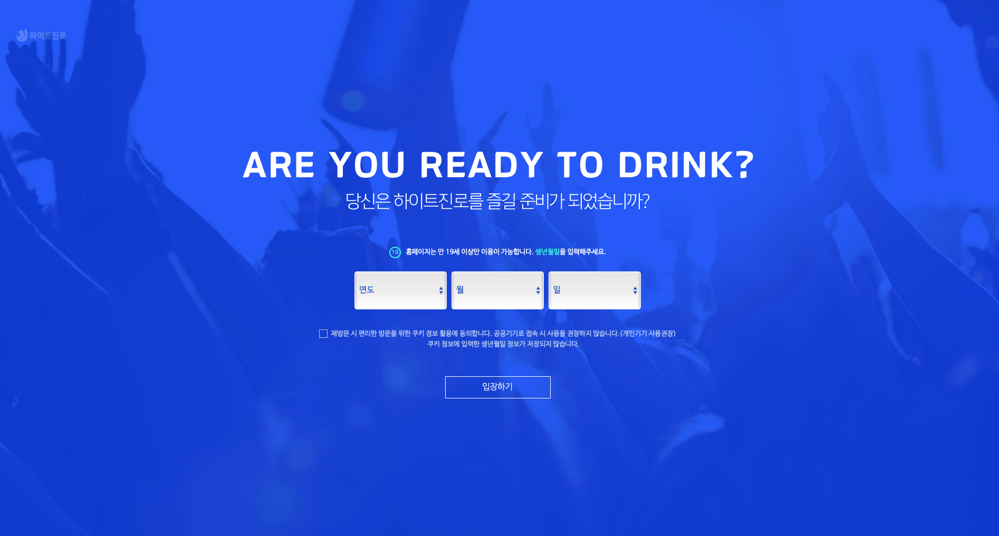 하이트진로
ARE YOU READY TO DRINK?
당신은 하이트진로를 즐길 준비가 되었습니까?
19 홈페이지는 만 19세 이상만 이용이 가능합니다. 생년월일을 입력해주세요.
연도 월 일
재방문 시 편리한 방문을 위한 쿠키 정보 활용에 동의합니다. 공공기기로 접속 시 사용을 권장하지 않습니다.(개인기기 사용권장)
쿠키 정보에 입력한 생년월일 정보가 저장되지 않습니다.
입장하기